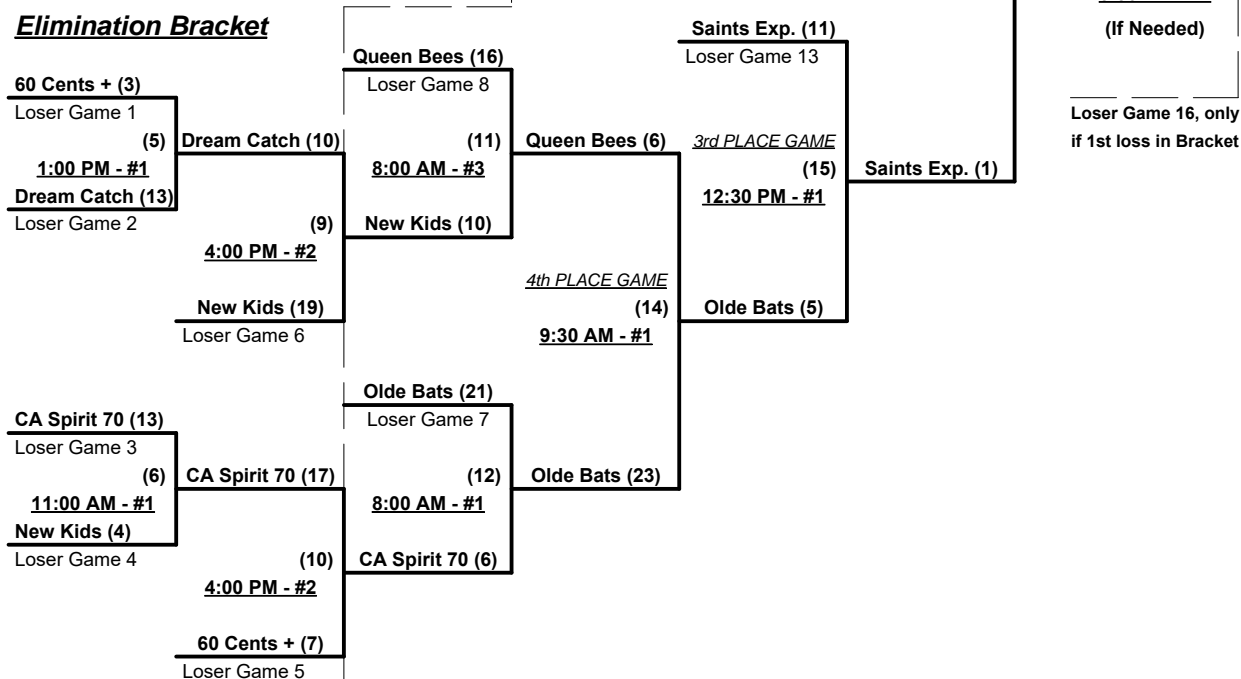 Elimination Bracket
Saints Exp. (11)
Loser Game 13
(If Needed)
Queen Bees (16)
Loser Game 8
60 Cents + (3)
Loser Game 1
Loser Game 16, only
if 1st loss in Bracket
(5)
1:00 PM - #1
Dream Catch (10)
(11)
8:00 AM - #3
Queen Bees (6)
3rd PLACE GAME
(15)
12:30 PM - #1
Saints Exp. (1)
Dream Catch (13)
Loser Game 2
(9)
4:00 PM - #2
New Kids (10)
4th PLACE GAME
(14)
9:30 AM - #1
New Kids (19)
Loser Game 6
Olde Bats (5)
Olde Bats (21)
Loser Game 7
CA Spirit 70 (13)
Loser Game 3
(6)
11:00 AM - #1
CA Spirit 70 (17)
(12)
8:00 AM - #1
Olde Bats (23)
New Kids (4)
Loser Game 4
(10)
4:00 PM - #2
CA Spirit 70 (6)
60 Cents + (7)
Loser Game 5